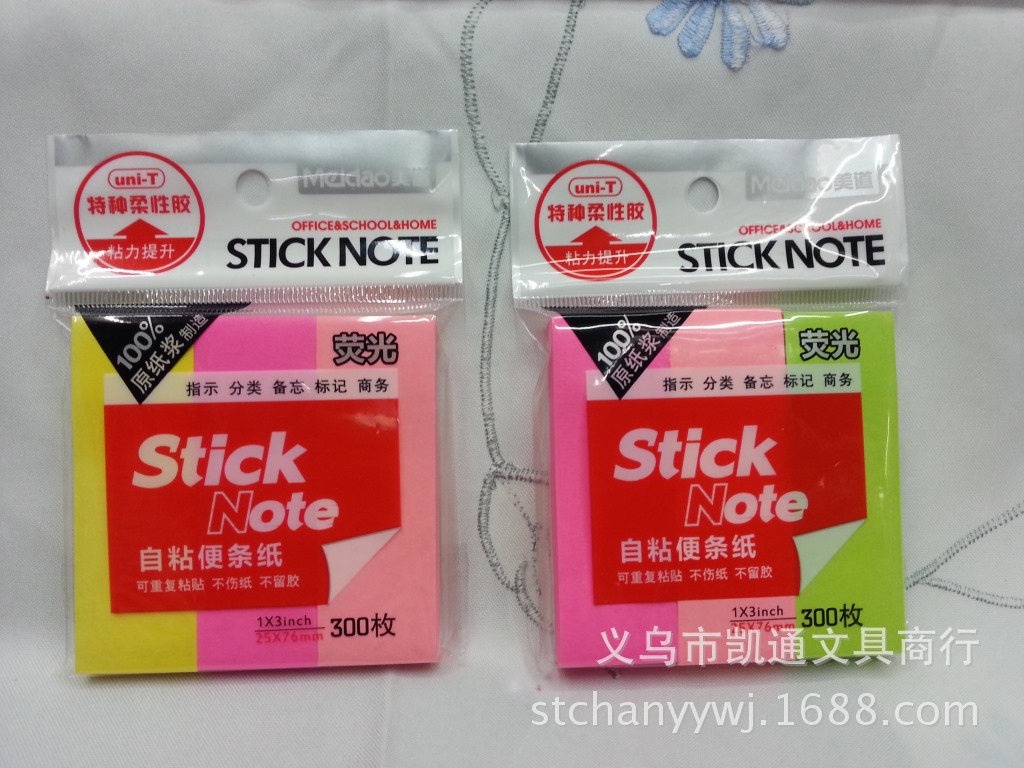 uni-T
特种柔性胶
粘力提升
Meidao美道
OFFICE&SCHOOL&HOME
STICK NOTE
100%
原纸浆制造
荧光
指示 分类 备忘 标记 商务
Stick
Note
自粘便条纸
可重复粘贴 不伤纸 不留胶
1X3inch
25X76mm
300枚
uni-T
特种柔性胶
粘力提升
Meidao美道
OFFICE&SCHOOL&HOME
STICK NOTE
100%
原纸浆制造
荧光
指示 分类 备忘 标记 商务
Stick
Note
自粘便条纸
可重复粘贴 不伤纸 不留胶
1X3inch
25X76mm
300枚
义乌市凯通文具商行
stchanyywj.1688.com